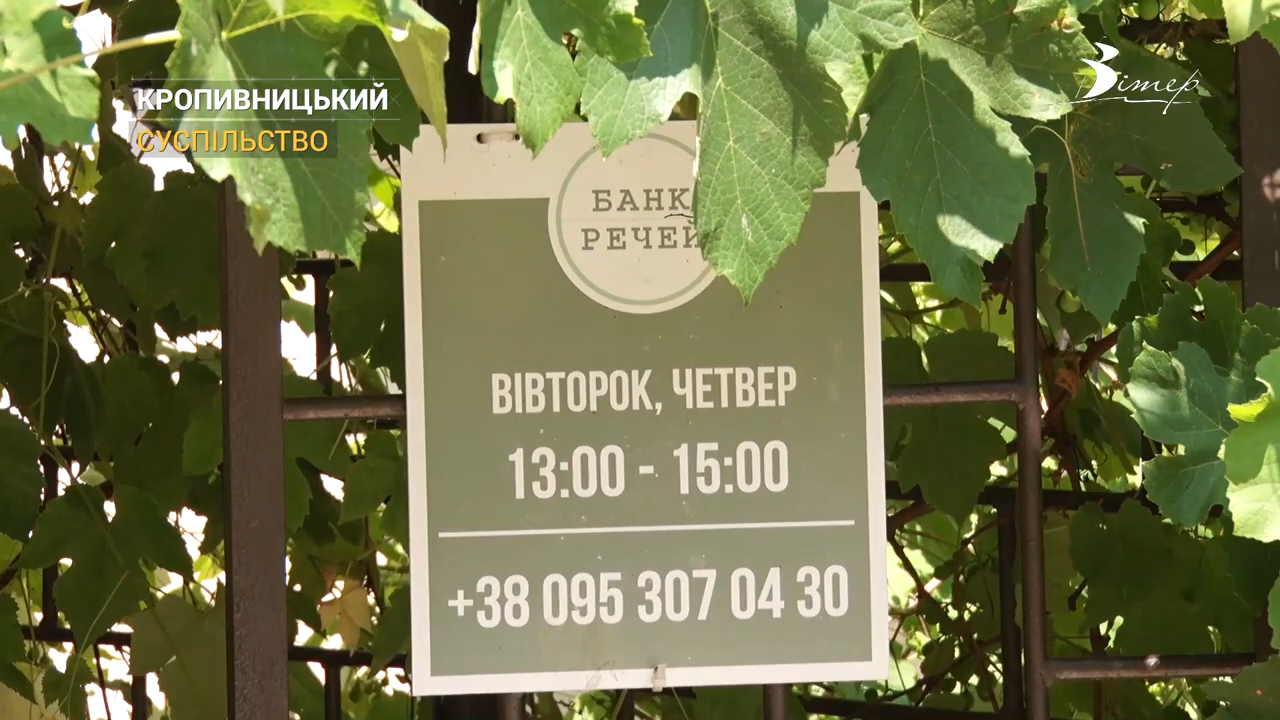 КРОПИВНИЦЬКИЙ
СУСПІЛЬСТВО
Вітер
БАНК
РЕЧЕЙ
ВІВТОРОК, ЧЕТВЕР
13:00 - 15:00
+38 095 307 04 30